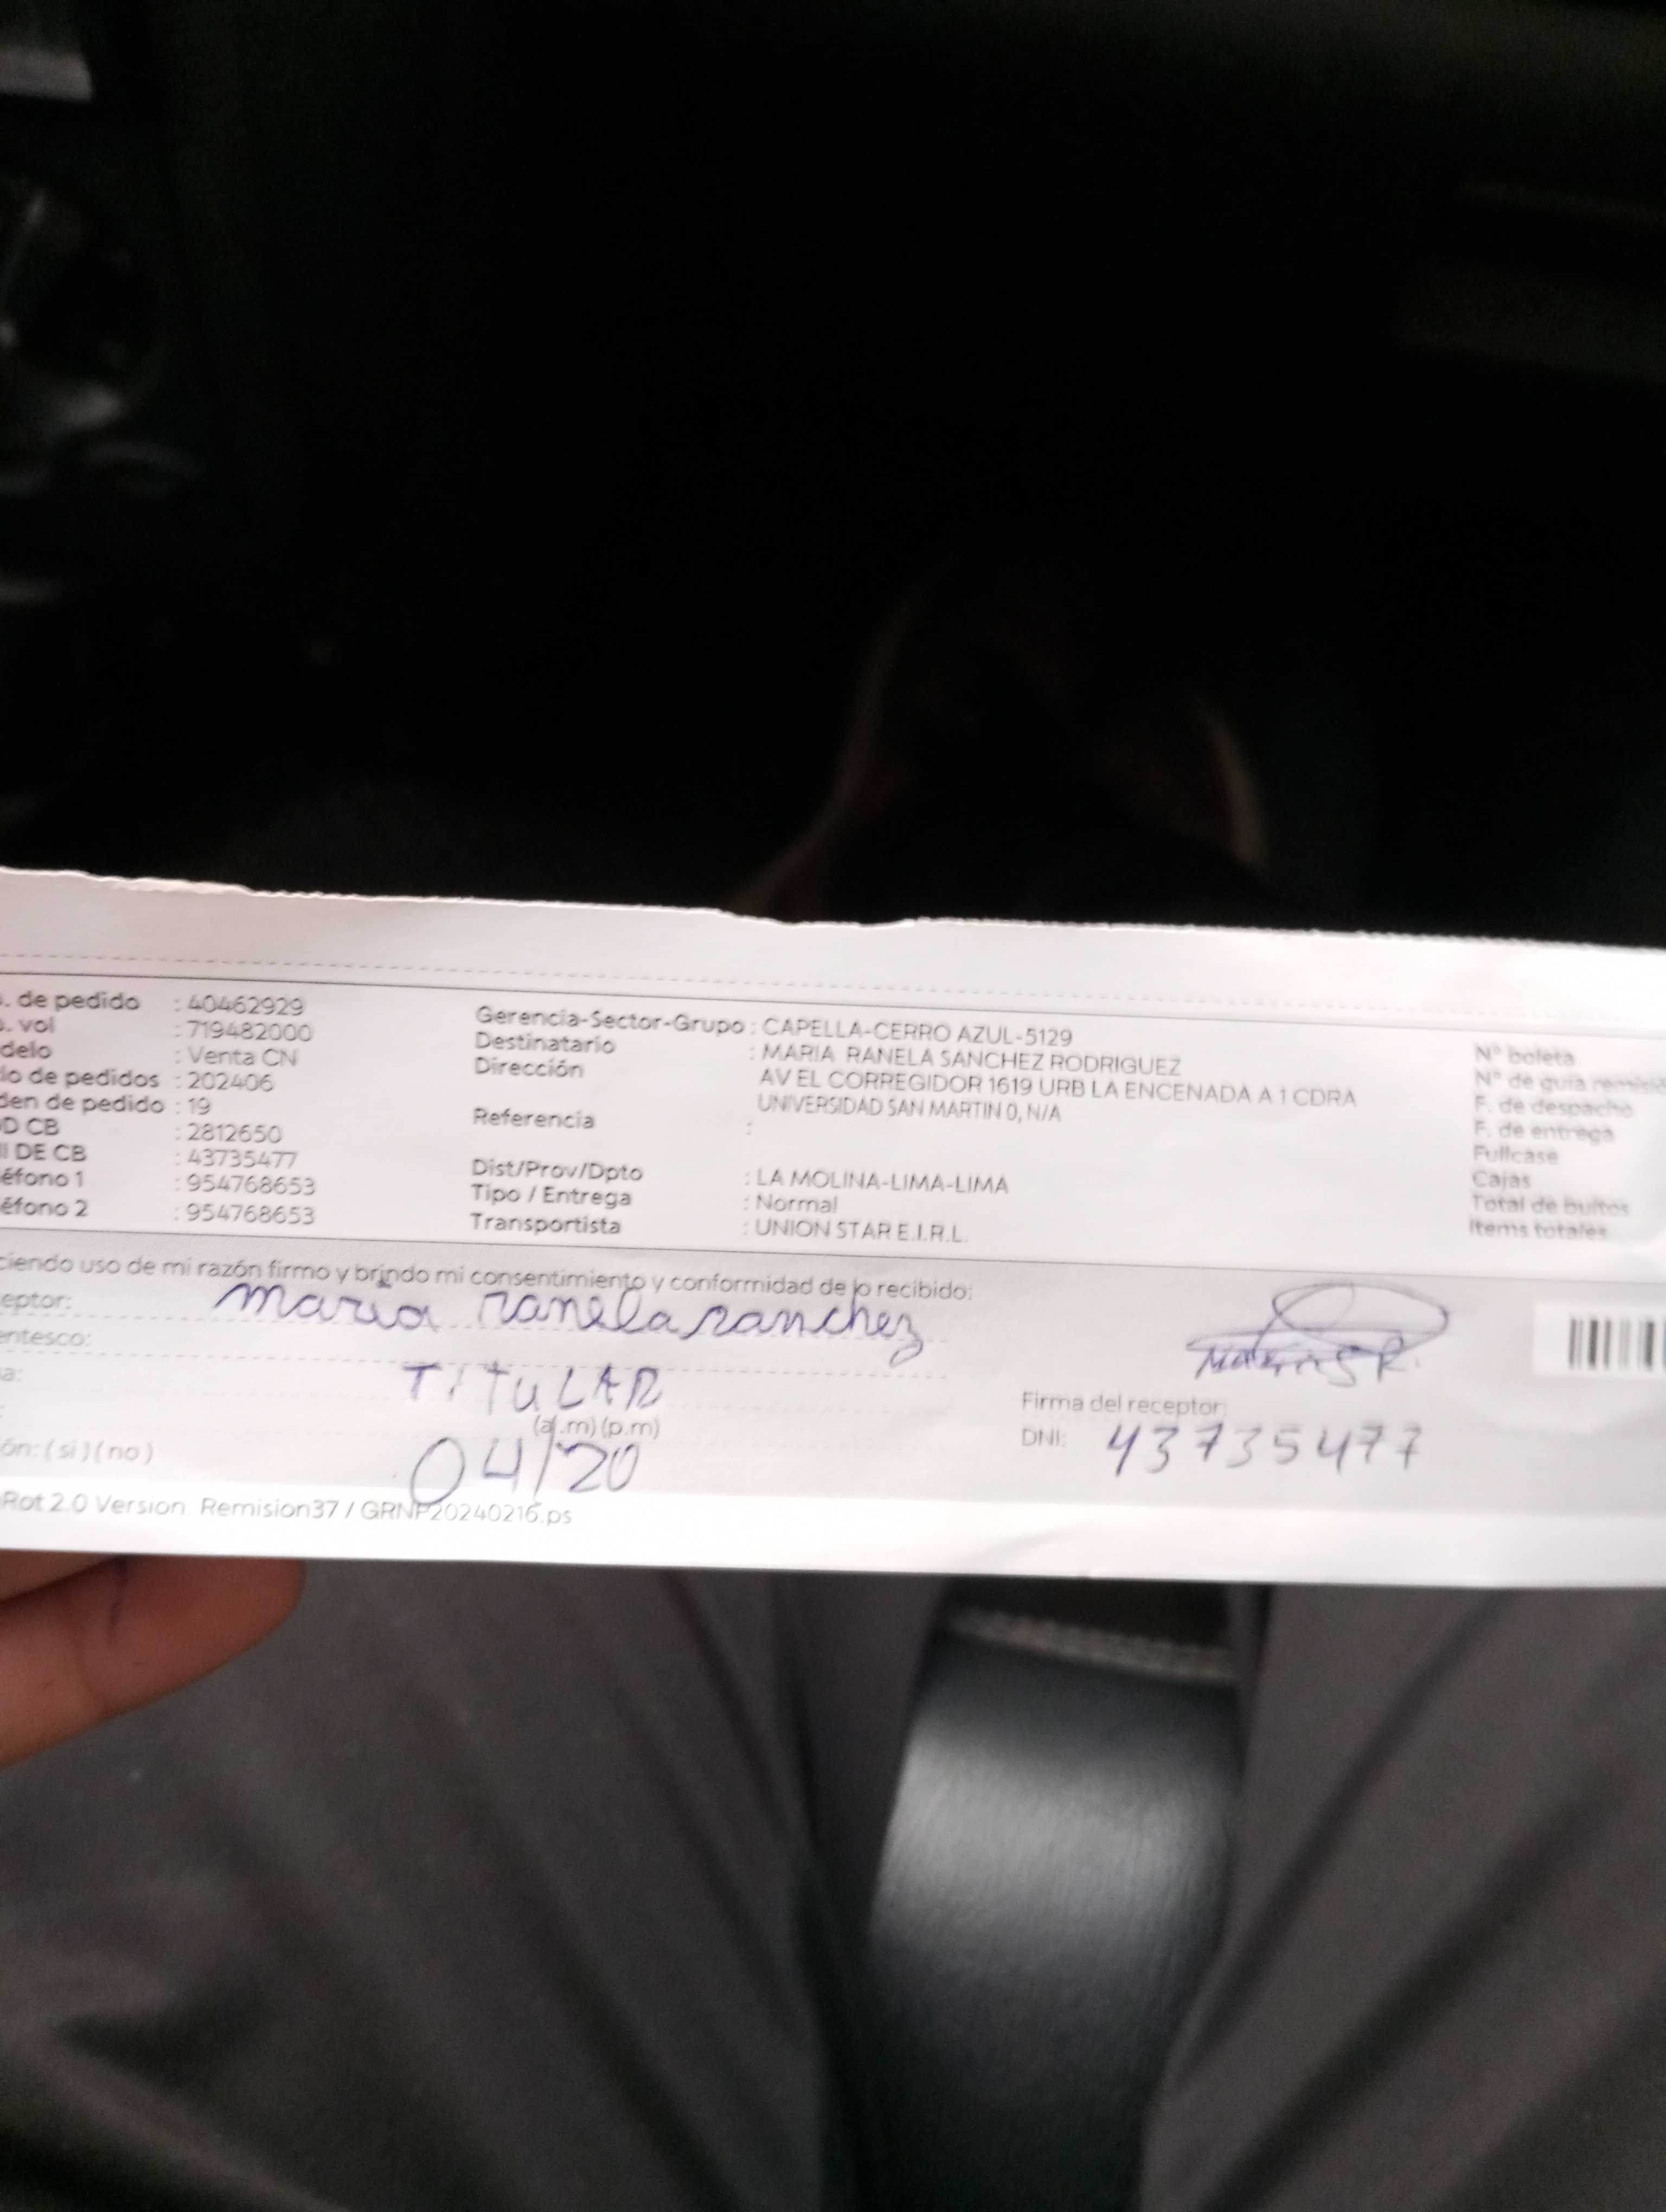 . de pedido : 40462929
. vol : 719482000
delo : Venta CN
lo de pedidos : 202406
den de pedido : 19
D CB : 2812650
I DE CB : 43735477
éfono 1 : 954768653
éfono 2 : 954768653
Gerencia-Sector-Grupo : CAPELLA-CERRO AZUL-5129
Destinatario : MARIA RANELA SANCHEZ RODRIGUEZ
Dirección AV EL CORREGIDOR 1619 URB LA ENCENADA A 1 CDRA
UNIVERSIDAD SAN MARTIN 0, N/A
Referencia :
Dist/Prov/Dpto : LA MOLINA-LIMA-LIMA
Tipo / Entrega : Normal
Transportista : UNION STAR E.I.R.L.
N° boleta
N° de guia remisi
F. de despacho
F. de entrega
Fullcase
Cajas
Total de bultos
Items totales
ciendo uso de mi razón firmo y brindo mi consentimiento y conformidad de lo recibido:
eptor: maria ranela sanchez
entesco:
a: TITULAR
: (a.m) (p.m)
ón: ( si ) ( no ) 04/20
Firma del receptor:
DNI: 43735477
Rot 2.0 Version Remision37 / GRNP20240216.ps